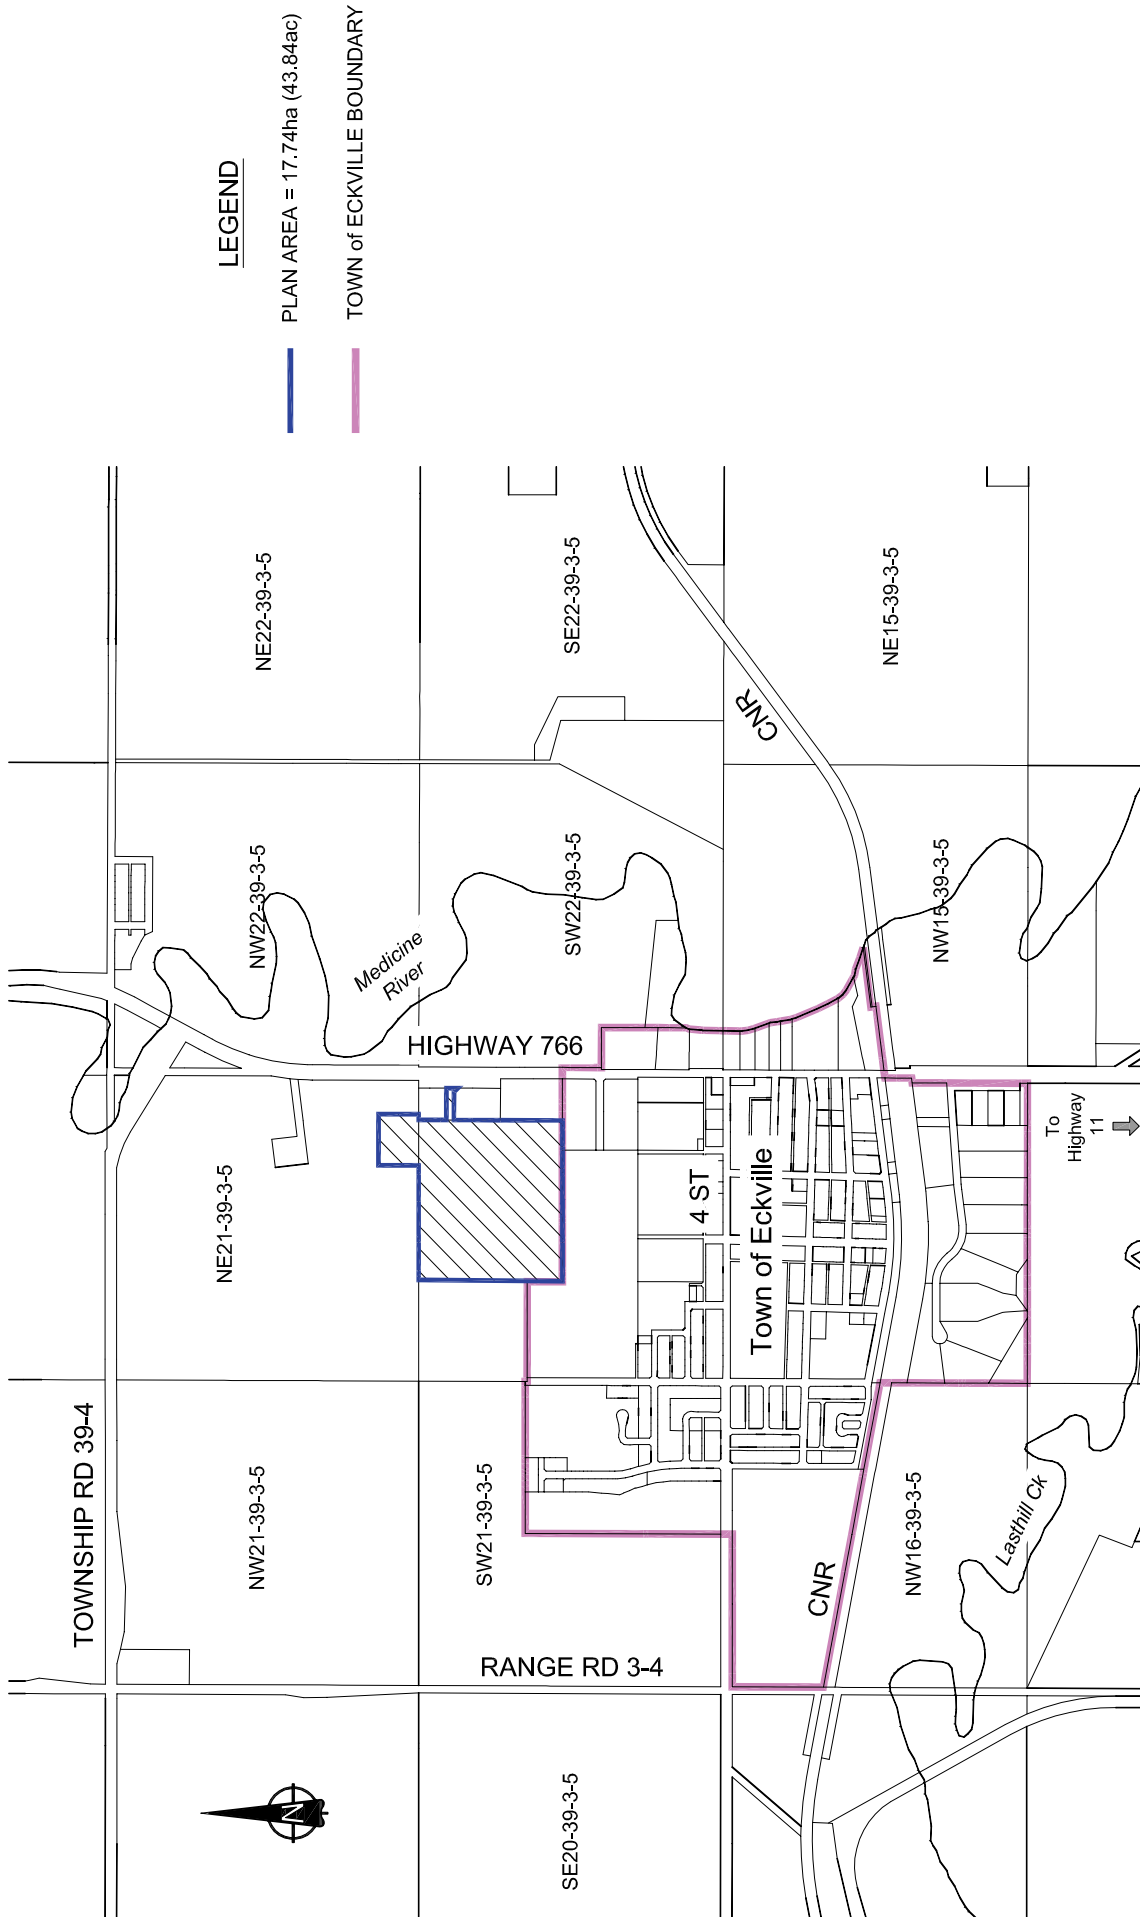 LEGEND
PLAN AREA = 17.74ha (43.84ac)
TOWN of ECKVILLE BOUNDARY
TOWNSHIP RD 39-4
NW21-39-3-5
NE21-39-3-5
NW22-39-3-5
NE22-39-3-5
Medicine
River
HIGHWAY 766
RANGE RD 3-4
SE20-39-3-5
SW21-39-3-5
SW22-39-3-5
SE22-39-3-5
4 ST
Town of Eckville
CNR
CNR
NW16-39-3-5
NW15-39-3-5
NE15-39-3-5
Lasthill Ck
To
Highway
11
N